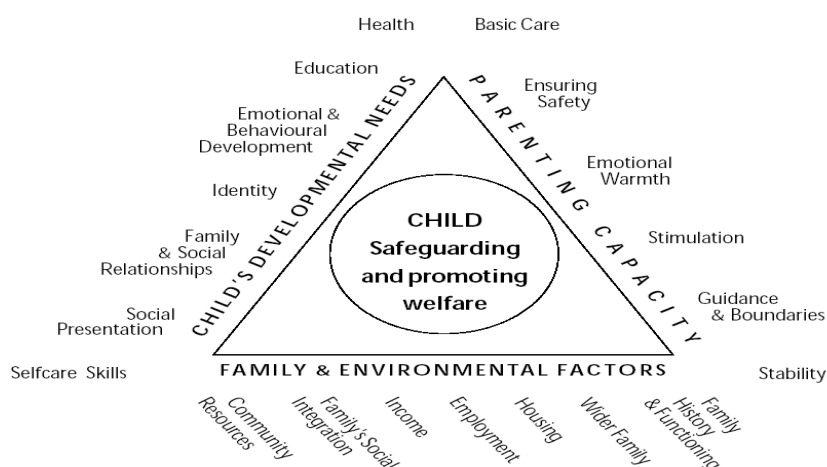 Health
Basic Care
Education
Ensuring
Safety
Emotional &
Behavioural
Development
Emotional
Warmth
Identity
Family
& Social
Relationships
Stimulation
Social
Presentation
Guidance
& Boundaries
Selfcare Skills
Stability
CHILD'S DEVELOPMENTAL NEEDS
PARENTING CAPACITY
CHILD
Safeguarding
and promoting
welfare
FAMILY & ENVIRONMENTAL FACTORS
Community
Resources
Family's Social
Integration
Income
Employment
Housing
Wider Family
Family
History
& Functioning